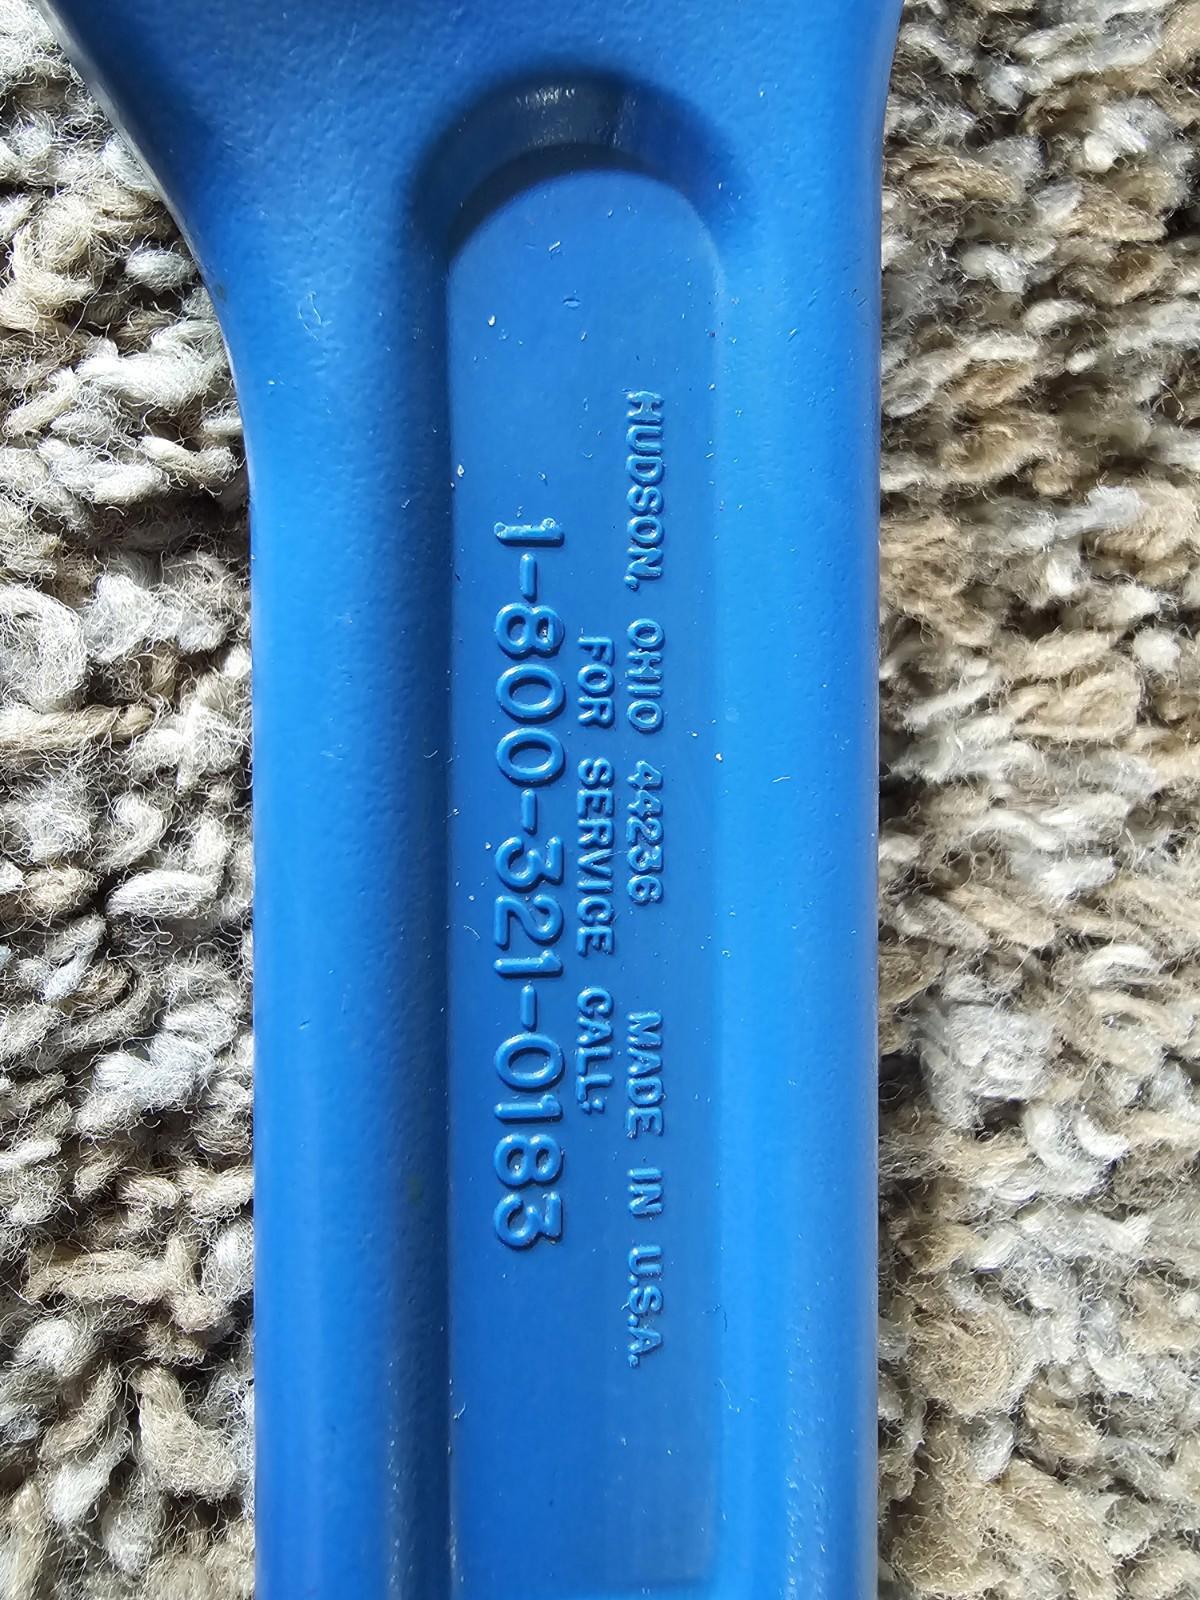 HUDSON, OHIO 44236 MADE IN U.S.A.
FOR SERVICE CALL:
1-800-321-0183